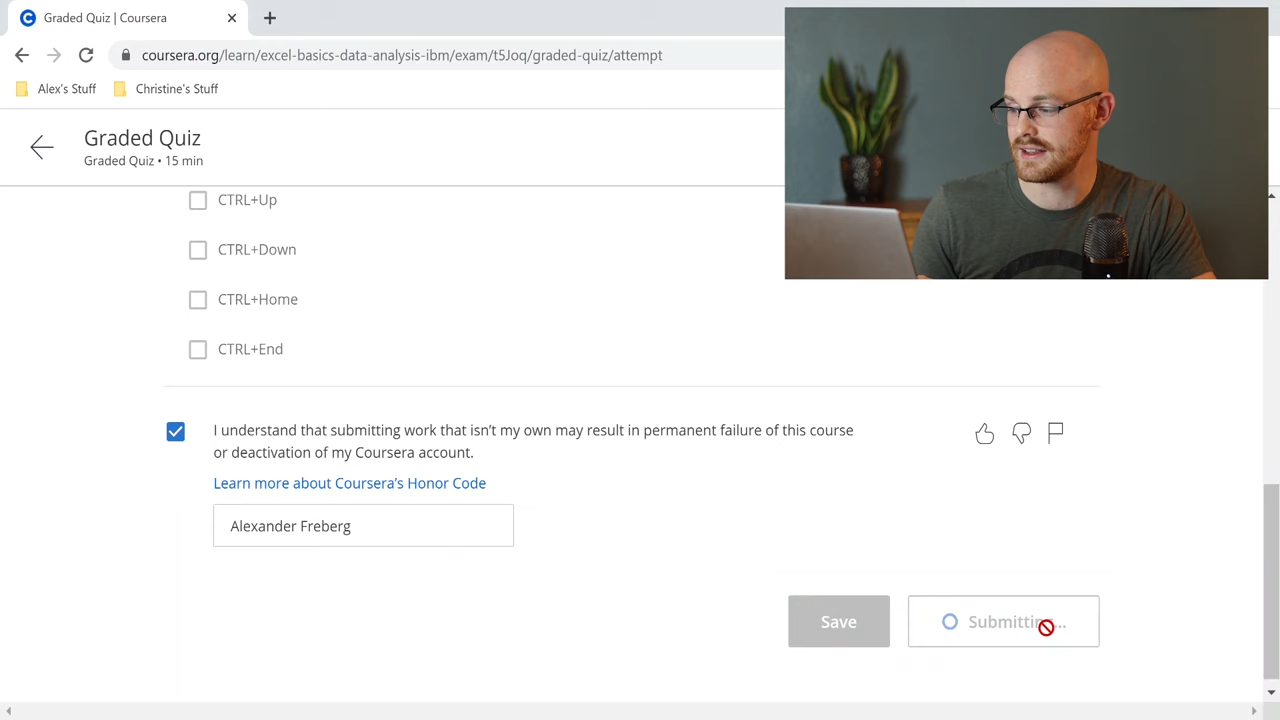 Graded Quiz | Coursera
coursera.org/learn/excel-basics-data-analysis-ibm/exam/t5Joq/graded-quiz/attempt
Alex's Stuff
Christine's Stuff
Graded Quiz
Graded Quiz • 15 min
CTRL+Up
CTRL+Down
CTRL+Home
CTRL+End
I understand that submitting work that isn't my own may result in permanent failure of this course
or deactivation of my Coursera account.
Learn more about Coursera's Honor Code
Alexander Freberg
Save
Submitting...